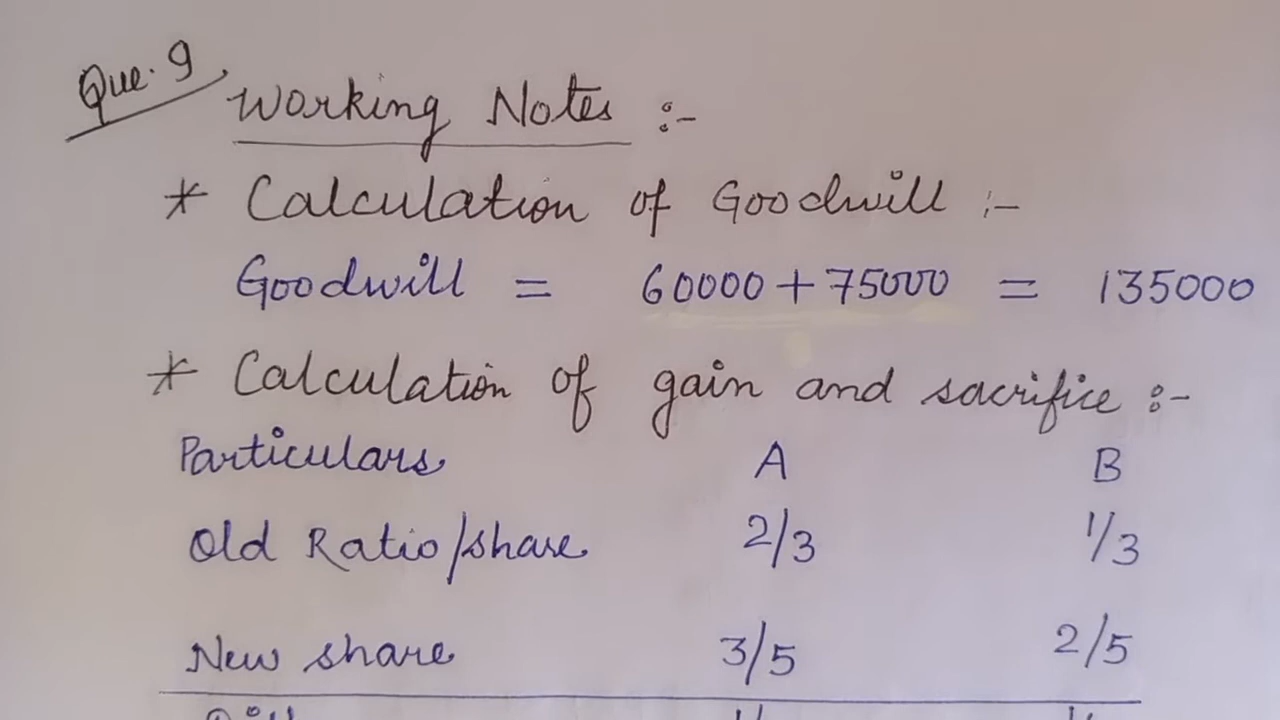 Que. 9
Working Notes :-
* Calculation of Goodwill :-
Goodwill = 60000 + 75000 = 135000
* Calculation of gain and sacrifice :-
Particulars A B
Old Ratio/share 2/3 1/3
New share 3/5 2/5